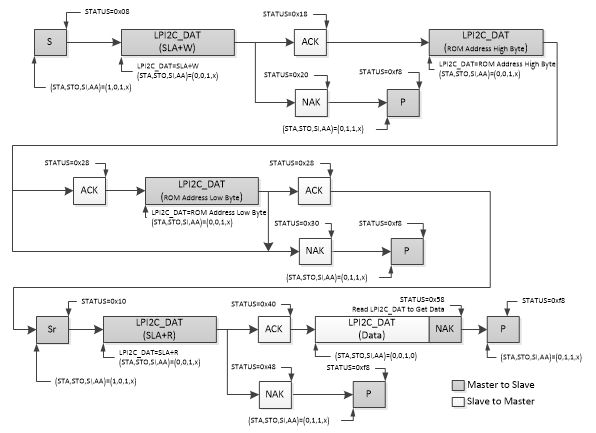 STATUS=0x08
STATUS=0x18
S
LPI2C_DAT
(SLA+W)
ACK
LPI2C_DAT
(ROM Address High Byte)
LPI2C_DAT=SLA+W
(STA,STO,SI,AA)=(0,0,1,x)
LPI2C_DAT=ROM Address High Byte
(STA,STO,SI,AA)=(0,0,1,x)
STATUS=0x20
STATUS=0xf8
(STA,STO,SI,AA)=(1,0,1,x)
NAK
P
(STA,STO,SI,AA)=(0,1,1,x)
STATUS=0x28
STATUS=0x28
ACK
LPI2C_DAT
(ROM Address Low Byte)
ACK
LPI2C_DAT=ROM Address Low Byte
(STA,STO,SI,AA)=(0,0,1,x)
STATUS=0x30
STATUS=0xf8
NAK
P
(STA,STO,SI,AA)=(0,1,1,x)
STATUS=0x10
STATUS=0x40
STATUS=0x58
Read LPI2C_DAT to Get Data
STATUS=0xf8
Sr
LPI2C_DAT
(SLA+R)
ACK
LPI2C_DAT
(Data)
NAK
P
LPI2C_DAT=SLA+R
(STA,STO,SI,AA)=(0,0,1,x)
(STA,STO,SI,AA)=(0,0,1,0)
(STA,STO,SI,AA)=(0,1,1,x)
STATUS=0x48
STATUS=0xf8
(STA,STO,SI,AA)=(1,0,1,x)
NAK
P
(STA,STO,SI,AA)=(0,1,1,x)
Master to Slave
Slave to Master